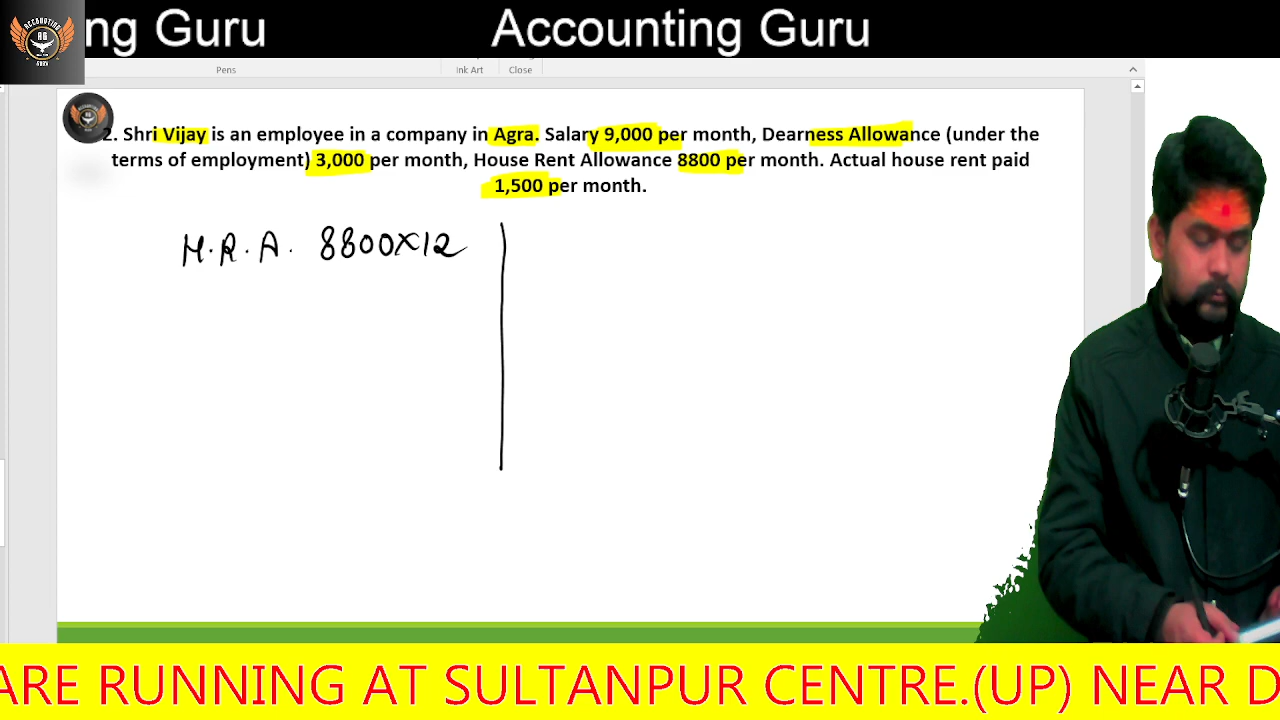 ng Guru Accounting Guru
Pens Ink Art Close
2. Shri Vijay is an employee in a company in Agra. Salary 9,000 per month, Dearness Allowance (under the
terms of employment) 3,000 per month, House Rent Allowance 8800 per month. Actual house rent paid
1,500 per month.
H.R.A. 8800×12
ARE RUNNING AT SULTANPUR CENTRE.(UP) NEAR D